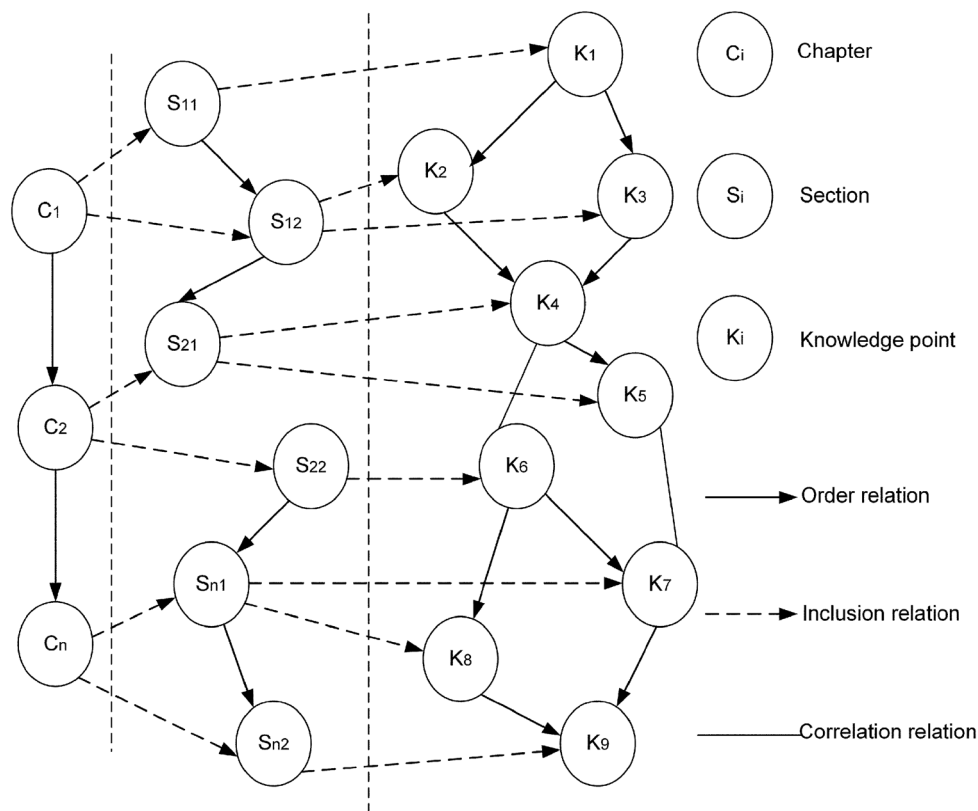 K1
Ci Chapter
S11
K2
K3
Si Section
C1
S12
K4
S21
Ki Knowledge point
K5
C2
S22
K6
Order relation
Sn1
K7
Inclusion relation
Cn
K8
Sn2
K9
Correlation relation